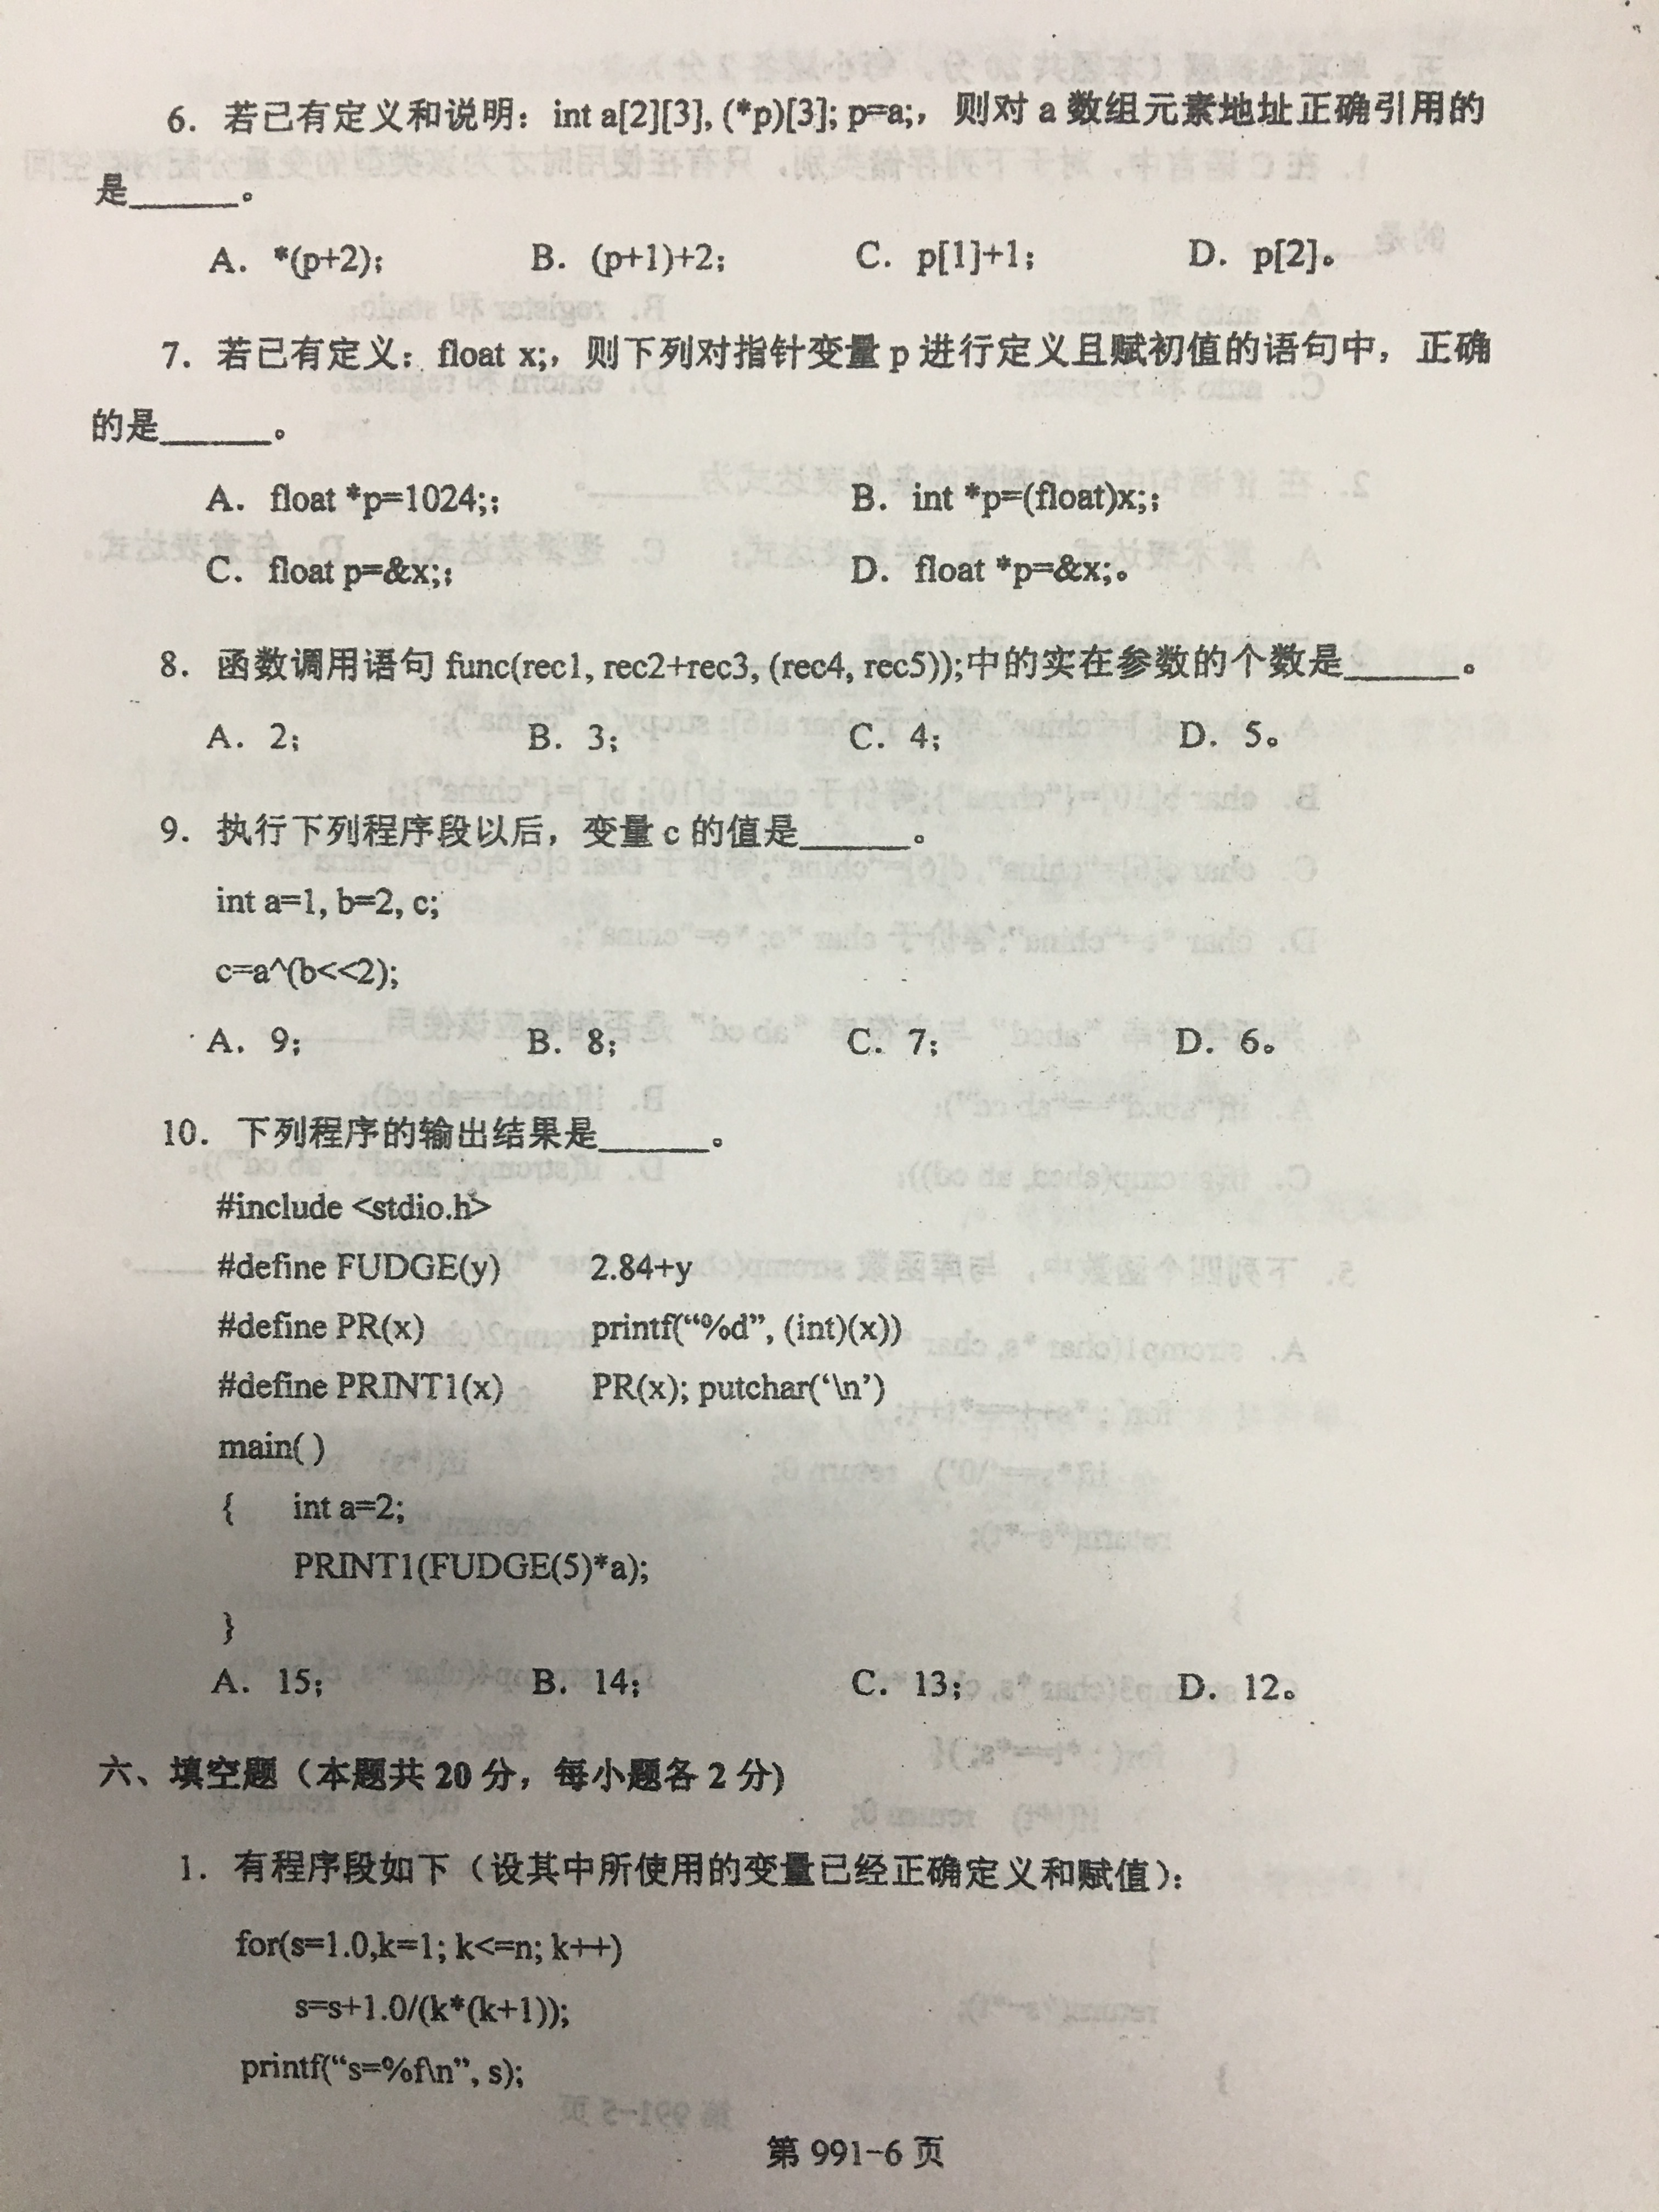 6. 若已有定义和说明：int a[2][3], (*p)[3]; p=a;，则对 a 数组元素地址正确引用的
是______。
A. *(p+2)； B. (p+1)+2； C. p[1]+1； D. p[2]。
7. 若已有定义：float x;，则下列对指针变量 p 进行定义且赋初值的语句中，正确
的是______。
A. float *p=1024;； B. int *p=(float)x;；
C. float p=&x;； D. float *p=&x;。
8. 函数调用语句 func(rec1, rec2+rec3, (rec4, rec5));中的实在参数的个数是______。
A. 2； B. 3； C. 4； D. 5。
9. 执行下列程序段以后，变量 c 的值是______。
int a=1, b=2, c;
c=a^(b<<2);
A. 9； B. 8； C. 7； D. 6。
10. 下列程序的输出结果是______。
#include <stdio.h>
#define FUDGE(y) 2.84+y
#define PR(x) printf(“%d”, (int)(x))
#define PRINT1(x) PR(x); putchar(‘\n’)
main( )
{ int a=2;
PRINT1(FUDGE(5)*a);
}
A. 15； B. 14； C. 13； D. 12。
六、填空题（本题共 20 分，每小题各 2 分）
1. 有程序段如下（设其中所使用的变量已经正确定义和赋值）：
for(s=1.0,k=1; k<=n; k++)
s=s+1.0/(k*(k+1));
printf(“s=%f\n”, s);
第 991-6 页